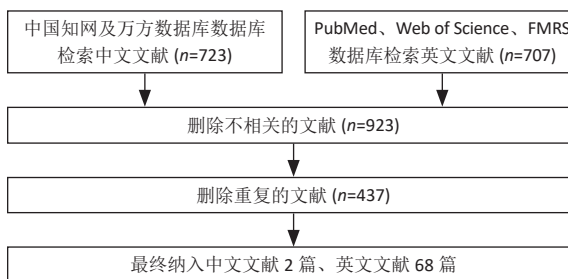 中国知网及万方数据库数据库
检索中文文献 (n=723)
PubMed、Web of Science、FMRS
数据库检索英文文献 (n=707)
删除不相关的文献 (n=923)
删除重复的文献 (n=437)
最终纳入中文文献 2 篇、英文文献 68 篇